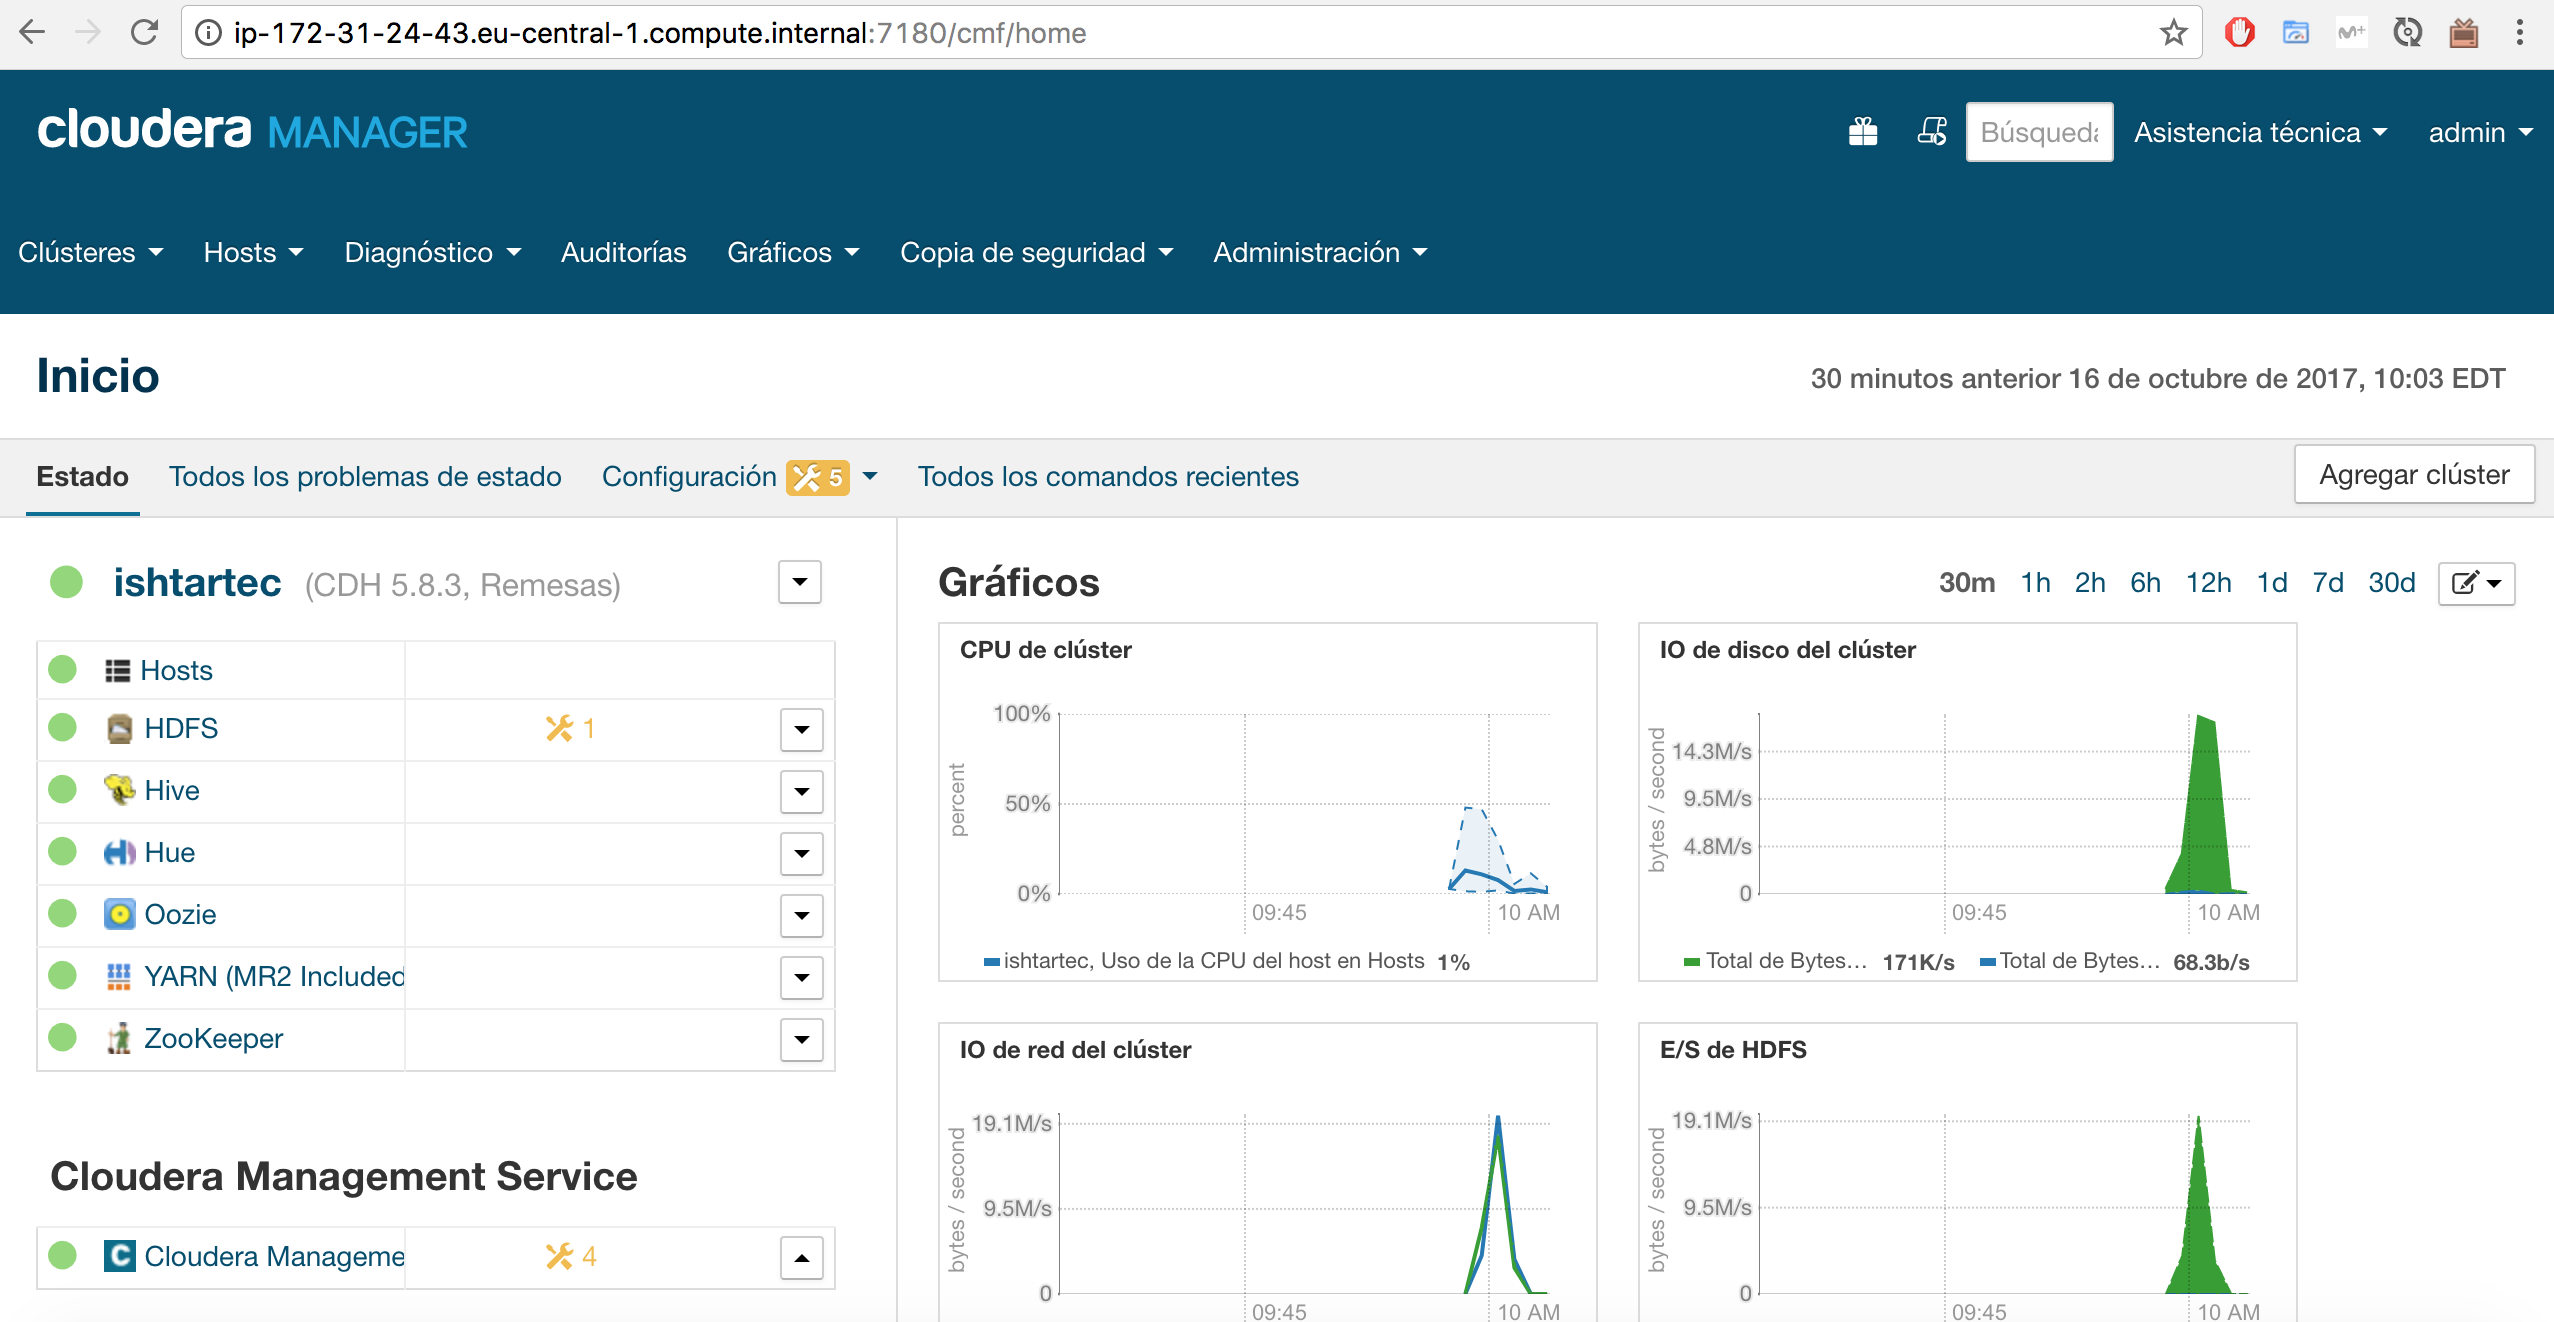 ip-172-31-24-43.eu-central-1.compute.internal:7180/cmf/home
cloudera MANAGER
Búsqueda
Asistencia técnica
admin
Clústeres
Hosts
Diagnóstico
Auditorías
Gráficos
Copia de seguridad
Administración
Inicio
30 minutos anterior 16 de octubre de 2017, 10:03 EDT
Estado
Todos los problemas de estado
Configuración 5
Todos los comandos recientes
Agregar clúster
ishtartec (CDH 5.8.3, Remesas)
Hosts
HDFS 1
Hive
Hue
Oozie
YARN (MR2 Included
ZooKeeper
Cloudera Management Service
C Cloudera Manageme 4
Gráficos
30m 1h 2h 6h 12h 1d 7d 30d
CPU de clúster
percent
100%
50%
0%
09:45
10 AM
ishtartec, Uso de la CPU del host en Hosts 1%
IO de disco del clúster
bytes / second
14.3M/s
9.5M/s
4.8M/s
0
09:45
10 AM
Total de Bytes... 171K/s
Total de Bytes... 68.3b/s
IO de red del clúster
bytes / second
19.1M/s
9.5M/s
0
09:45
10 AM
E/S de HDFS
bytes / second
19.1M/s
9.5M/s
0
09:45
10 AM